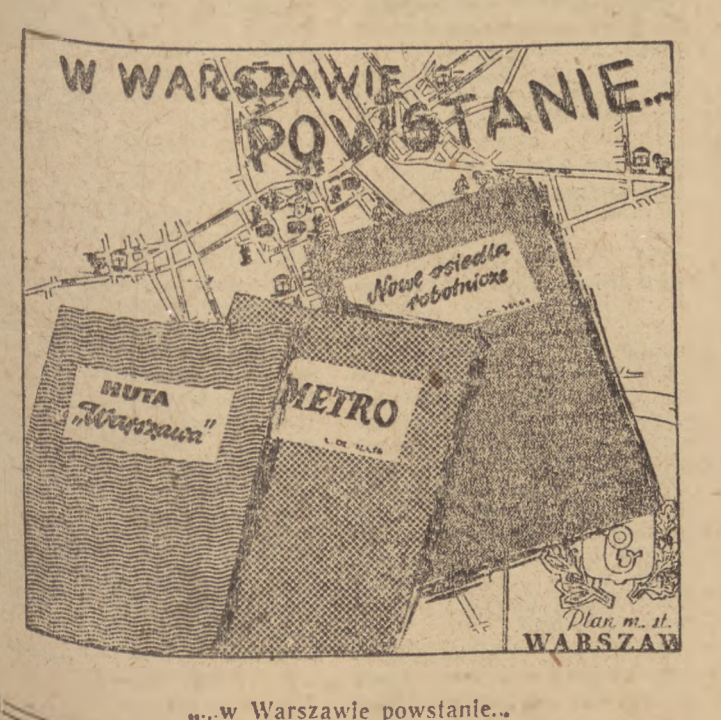 W WARSZAWIE
POWSTANIE...
Nowe osiedla
robotnicze
HUTA
„Warszawa”
METRO
Plan m. st.
WARSZAW
„...w Warszawie powstanie...